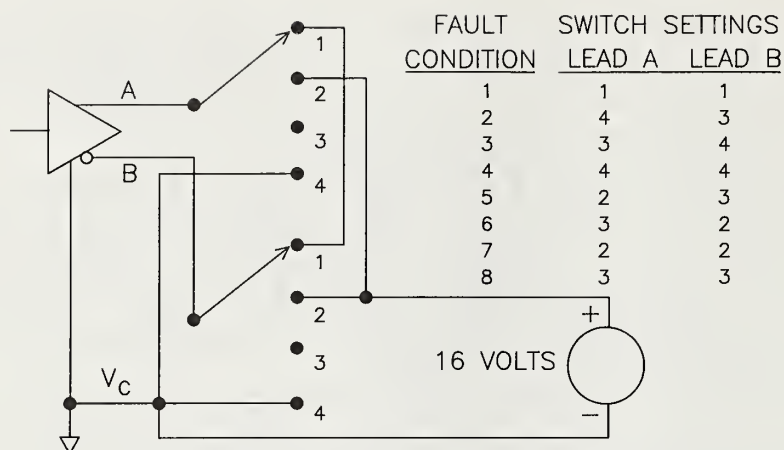 FAULT CONDITION
SWITCH SETTINGS
LEAD A LEAD B
1 1 1
2 4 3
3 3 4
4 4 4
5 2 3
6 3 2
7 2 2
8 3 3
A
B
1
2
3
4
1
2
3
4
VC
+
16 VOLTS
−